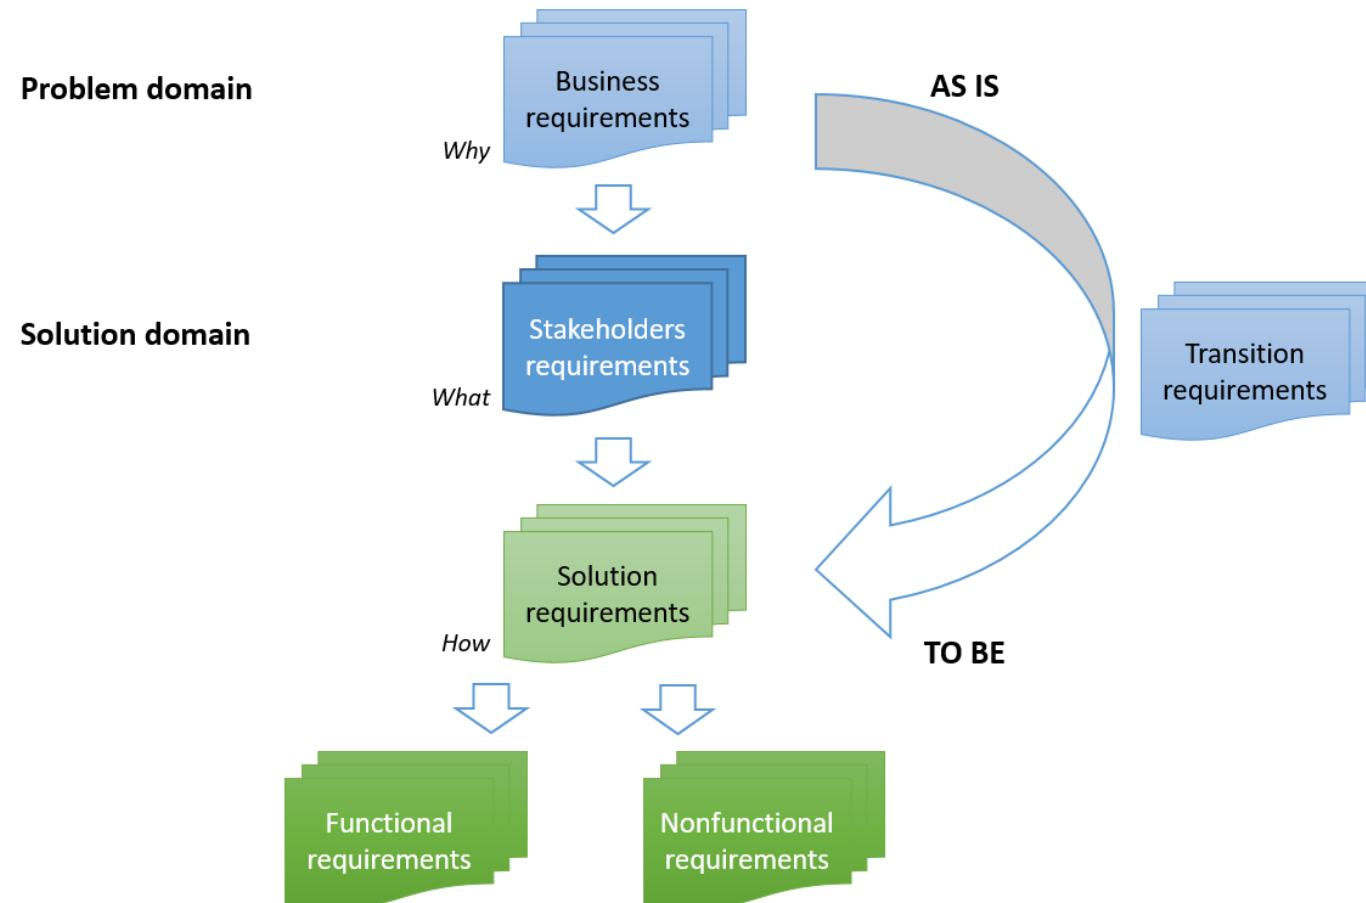 Problem domain
Business
requirements
Why
AS IS
Solution domain
Stakeholders
requirements
What
Transition
requirements
Solution
requirements
How
TO BE
Functional
requirements
Nonfunctional
requirements